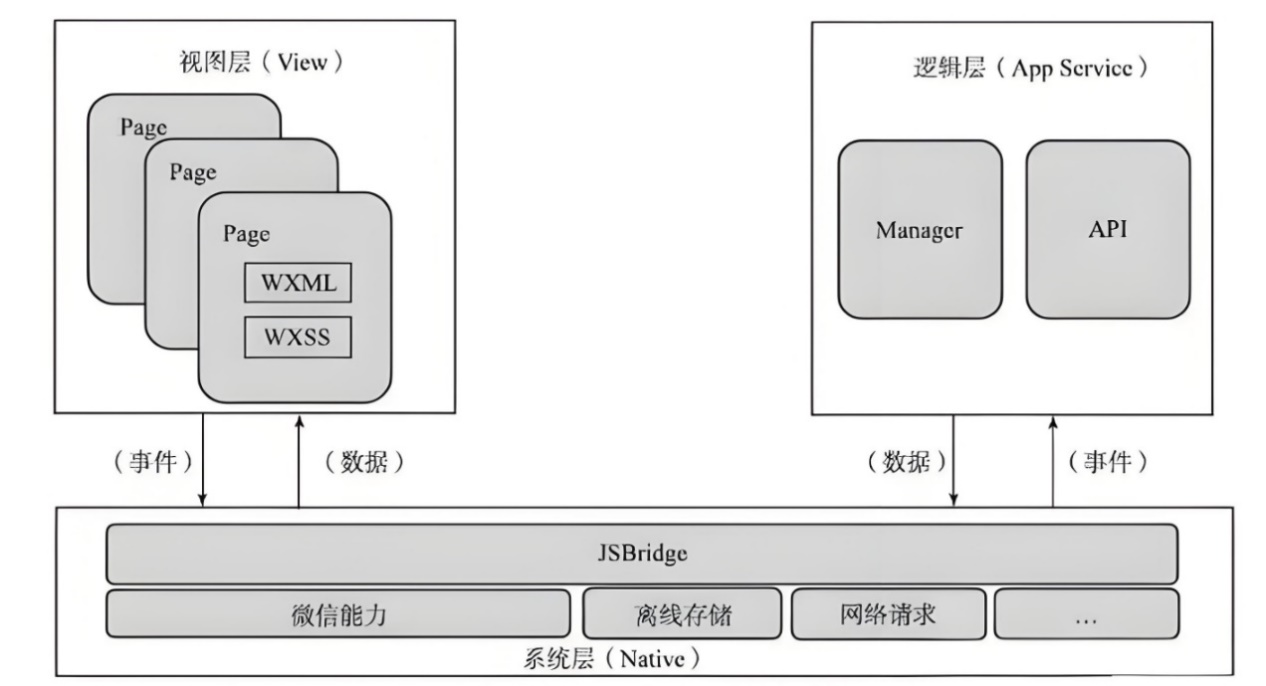 视图层（View）
Page
Page
Page
WXML
WXSS
逻辑层（App Service）
Manager
API
（事件）
（数据）
（数据）
（事件）
JSBridge
微信能力
离线存储
网络请求
…
系统层（Native）